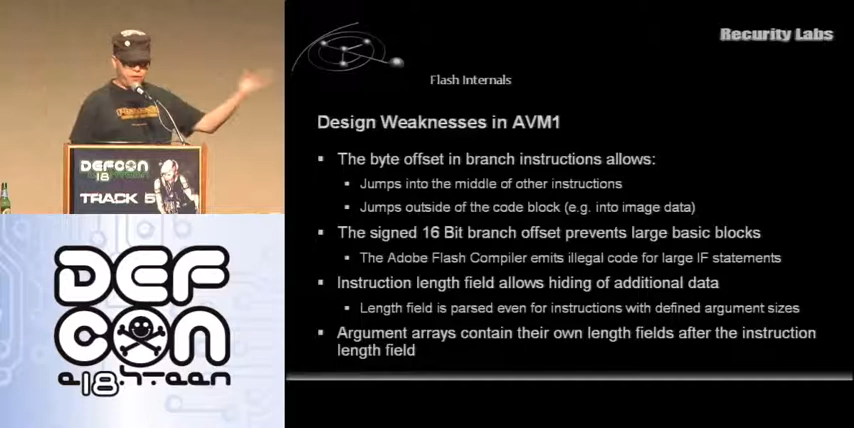 Recurity Labs
Flash Internals
Design Weaknesses in AVM1
The byte offset in branch instructions allows:
Jumps into the middle of other instructions
Jumps outside of the code block (e.g. into image data)
The signed 16 Bit branch offset prevents large basic blocks
The Adobe Flash Compiler emits illegal code for large IF statements
Instruction length field allows hiding of additional data
Length field is parsed even for instructions with defined argument sizes
Argument arrays contain their own length fields after the instruction
length field
DEFCON
18
TRACK 5
DEF
CON
e.18.hteen